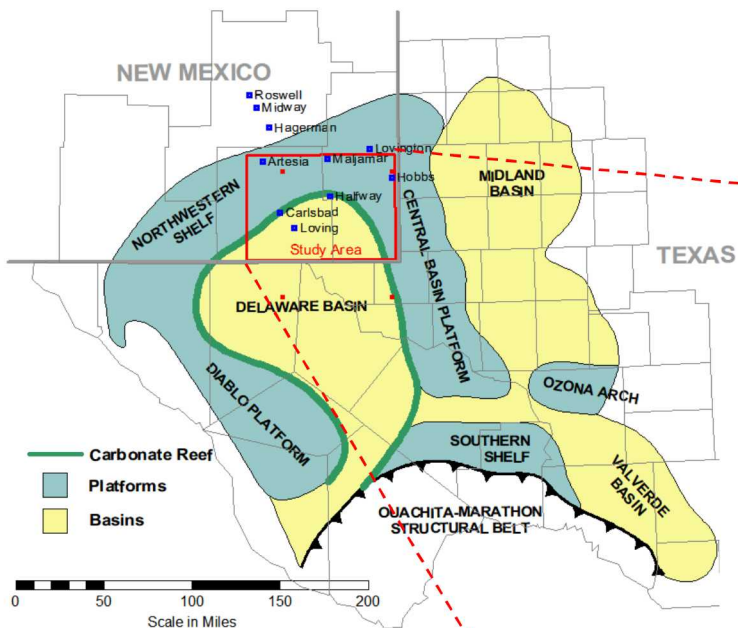 NEW MEXICO
Roswell
Midway
Hagerman
Lovington
Artesia
Maljamar
Hobbs
MIDLAND
BASIN
Halfway
NORTHWESTERN
SHELF
Carlsbad
Loving
Study Area
CENTRAL BASIN PLATFORM
TEXAS
DELAWARE BASIN
DIABLO PLATFORM
OZONA ARCH
SOUTHERN
SHELF
VALVERDE
BASIN
Carbonate Reef
Platforms
Basins
OUACHITA-MARATHON
STRUCTURAL BELT
0 50 100 150 200
Scale in Miles